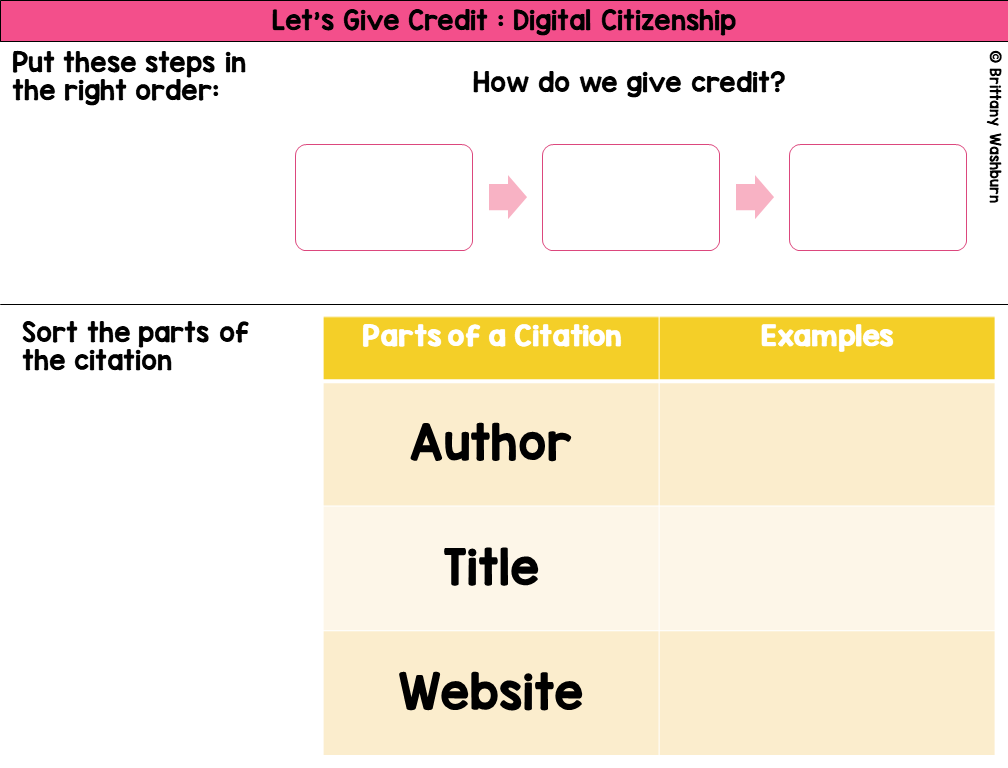 Let's Give Credit : Digital Citizenship
Put these steps in
the right order:
How do we give credit?
© Brittany Washburn
Sort the parts of
the citation
Parts of a Citation
Examples
Author
Title
Website